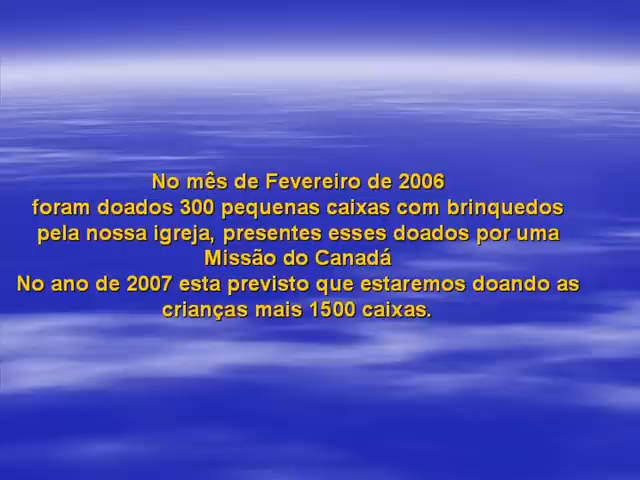 No mês de Fevereiro de 2006
foram doados 300 pequenas caixas com brinquedos
pela nossa igreja, presentes esses doados por uma
Missão do Canadá
No ano de 2007 esta previsto que estaremos doando as
crianças mais 1500 caixas.